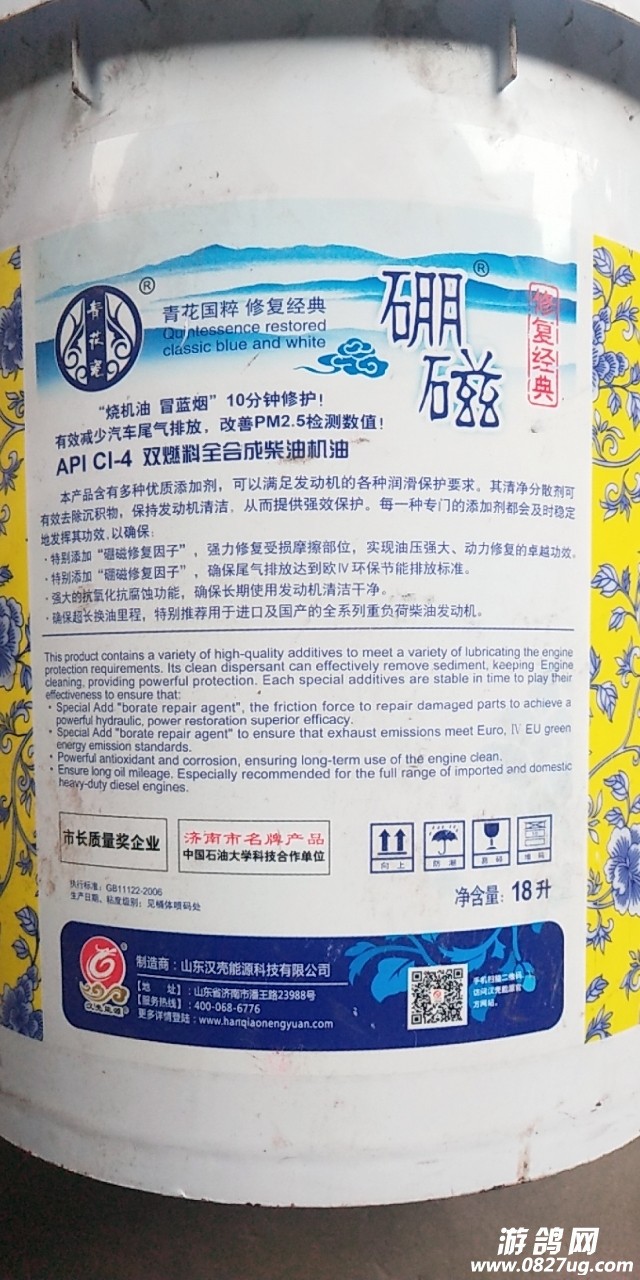 青花瓷
®
青花国粹 修复经典
Quintessence restored
classic blue and white
硼磁
®
修复经典
“烧机油 冒蓝烟”10分钟修护！
有效减少汽车尾气排放，改善PM2.5检测数值！
API CI-4 双燃料全合成柴油机油
本产品含有多种优质添加剂，可以满足发动机的各种润滑保护要求。其清净分散剂可
有效去除沉积物，保持发动机清洁，从而提供强效保护。每一种专门的添加剂都会及时稳定
地发挥其功效,以确保：
·特别添加“硼磁修复因子”，强力修复受损摩擦部位，实现油压强大、动力修复的卓越功效。
·特别添加“硼磁修复因子”，确保尾气排放达到欧Ⅳ环保节能排放标准。
·强大的抗氧化抗腐蚀功能，确保长期使用发动机清洁干净。
·确保超长换油里程，特别推荐用于进口及国产的全系列重负荷柴油发动机。
This product contains a variety of high-quality additives to meet a variety of lubricating the engine
protection requirements. Its clean dispersant can effectively remove sediment, keeping Engine
cleaning, providing powerful protection. Each special additives are stable in time to play their
effectiveness to ensure that:
· Special Add "borate repair agent", the friction force to repair damaged parts to achieve a
powerful hydraulic, power restoration superior efficacy.
· Special Add "borate repair agent" to ensure that exhaust emissions meet Euro, Ⅳ EU green
energy emission standards.
· Powerful antioxidant and corrosion, ensuring long-term use of the engine clean.
· Ensure long oil mileage. Especially recommended for the full range of imported and domestic
heavy-duty diesel engines.
市长质量奖企业
济南市名牌产品
中国石油大学科技合作单位
向上
防潮
易碎
堆码
执行标准：GB11122-2006
生产日期、粘度级别：见桶体喷码处
净含量：18升
制造商：山东汉壳能源科技有限公司
【地 址】：山东省济南市潘王路23988号
【服务热线】：400-068-6776
更多详情登陆：www.hanqiaonengyuan.com
手机扫描二维码
访问汉壳能源官
方网站。
游鸽网
www.0827ug.com